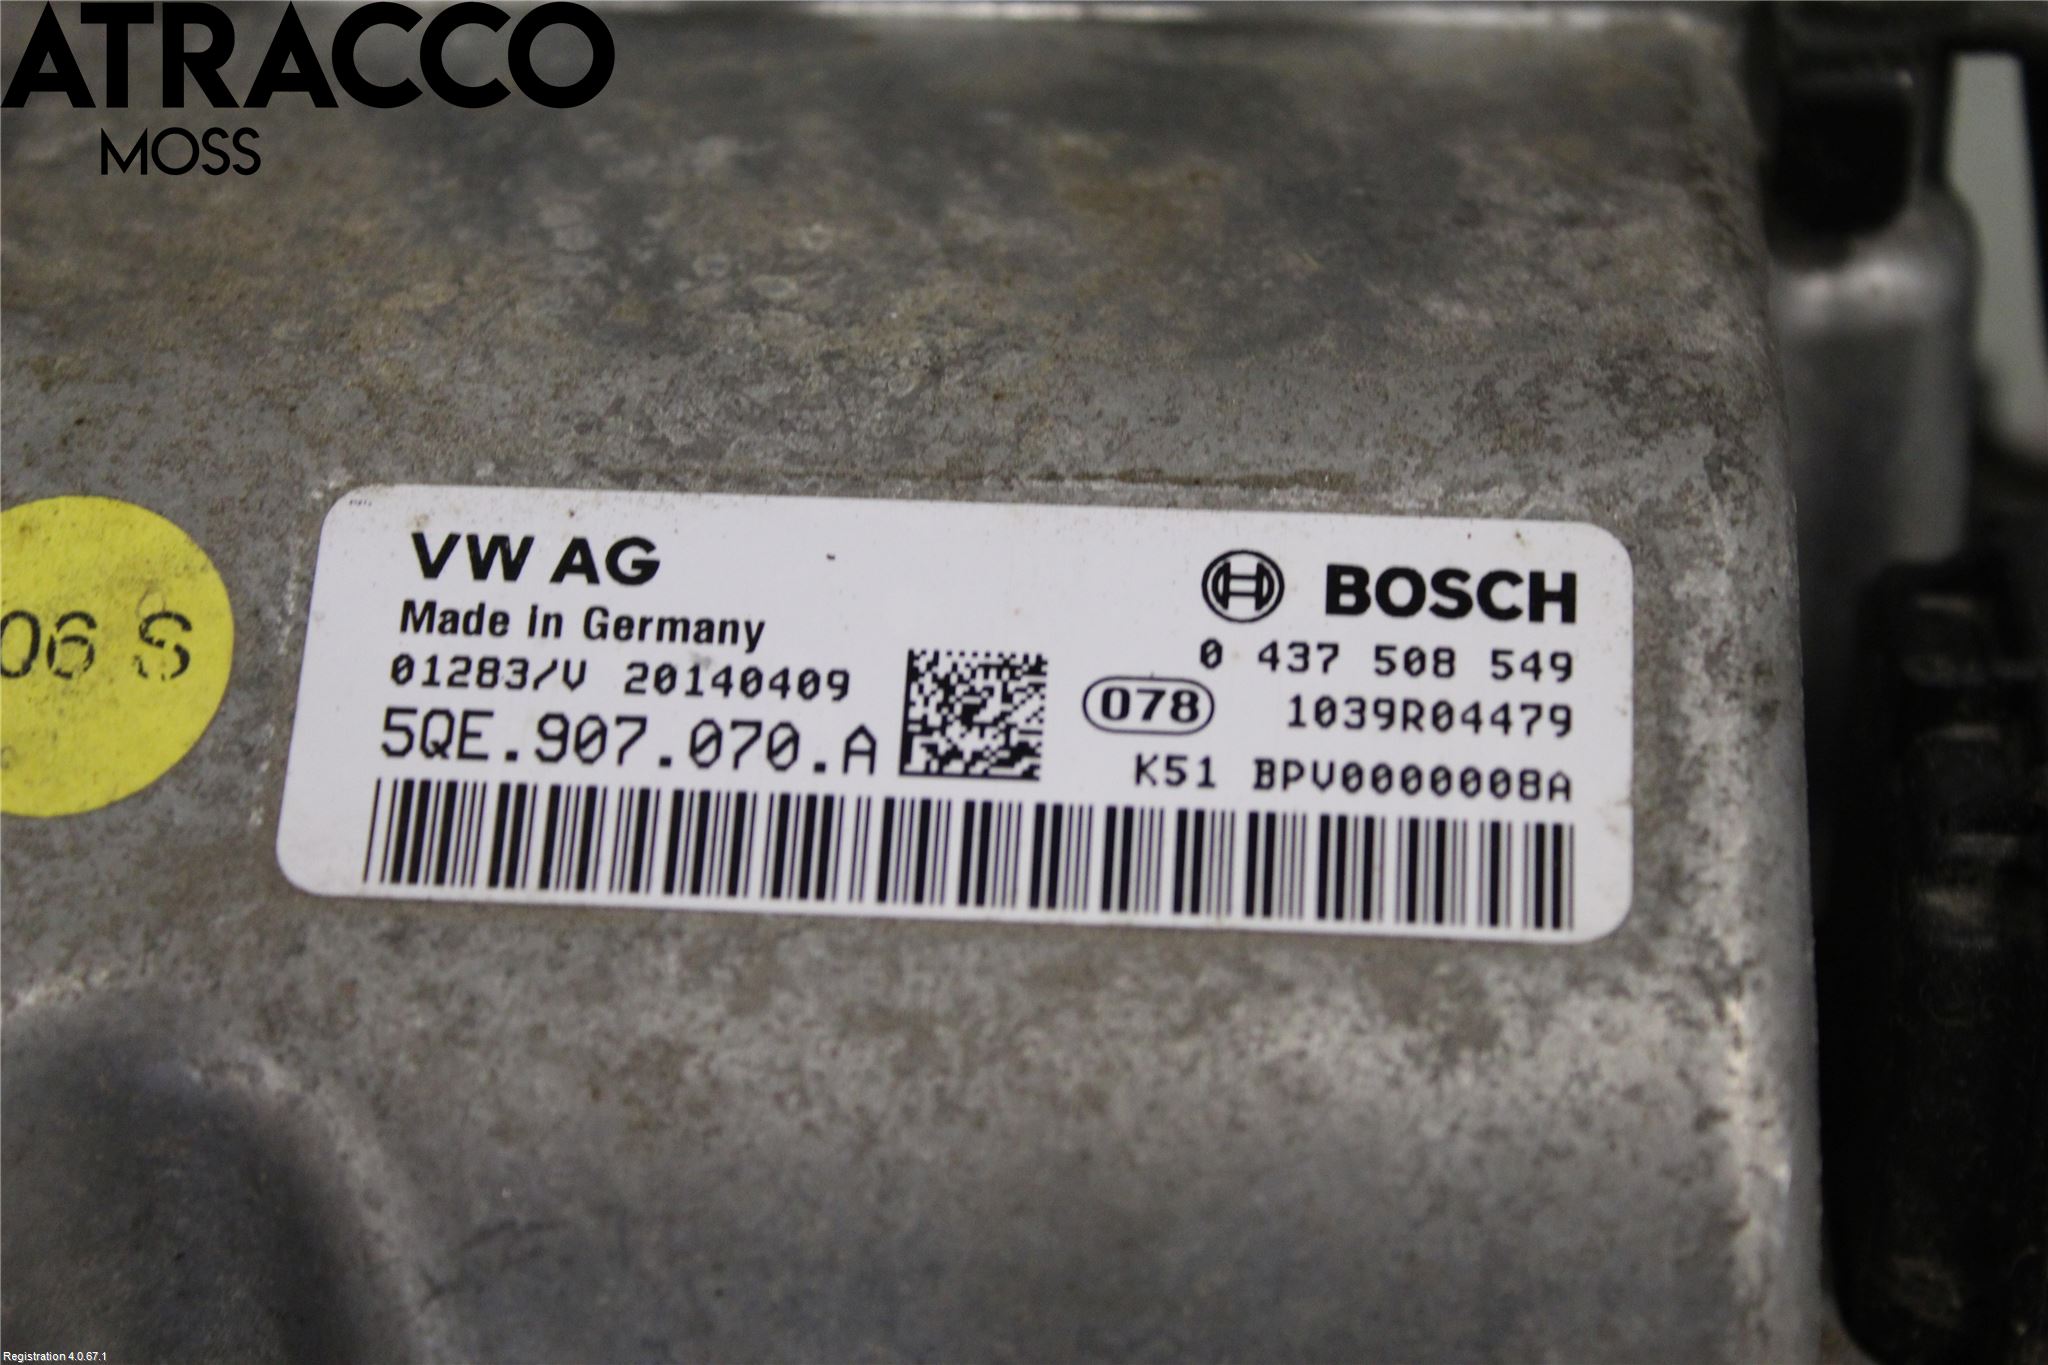 ATRACCO
MOSS
VW AG
Made in Germany
01283/V 20140409
5QE.907.070.A
BOSCH
0 437 508 549
078
1039R04479
K51 BPV0000008A
06 S
Registration 4.0.67.1